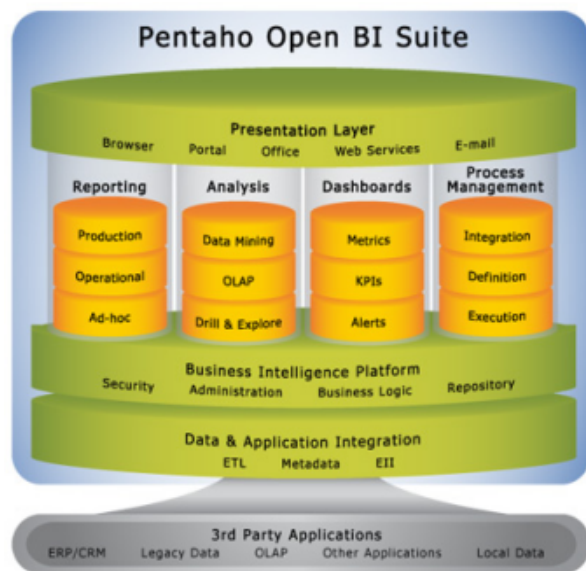 Pentaho Open BI Suite
Presentation Layer
Browser Portal Office Web Services E-mail
Reporting Analysis Dashboards Process Management
Production Data Mining Metrics Integration
Operational OLAP KPIs Definition
Ad-hoc Drill & Explore Alerts Execution
Business Intelligence Platform
Security Administration Business Logic Repository
Data & Application Integration
ETL Metadata EII
3rd Party Applications
ERP/CRM Legacy Data OLAP Other Applications Local Data